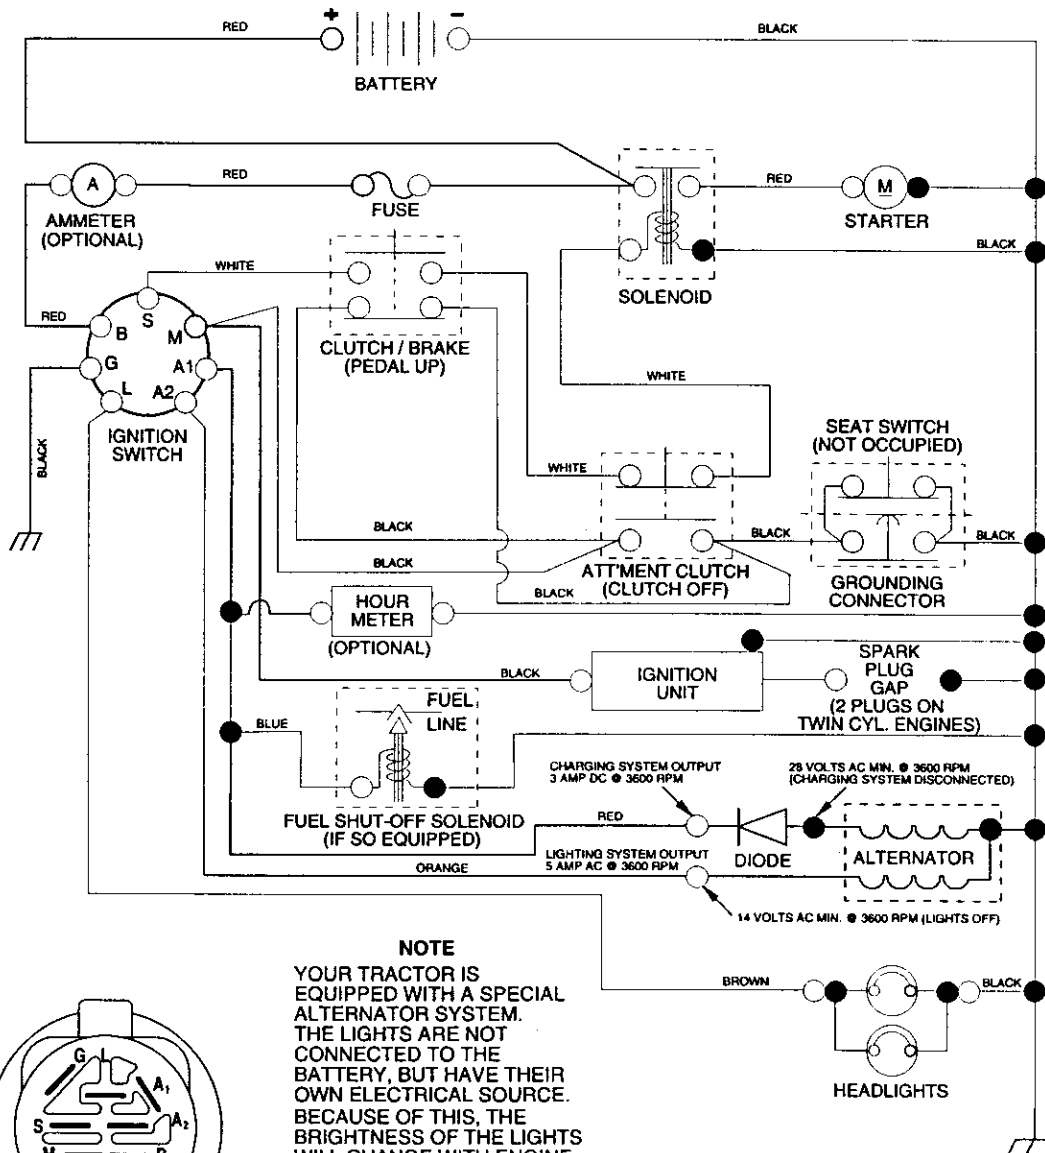 + −
RED
BLACK
BATTERY
A
RED
FUSE
RED
M
AMMETER
(OPTIONAL)
STARTER
WHITE
BLACK
SOLENOID
RED
B
S
M
G
A1
L
A2
CLUTCH / BRAKE
(PEDAL UP)
WHITE
IGNITION
SWITCH
BLACK
SEAT SWITCH
(NOT OCCUPIED)
WHITE
BLACK
BLACK
BLACK
BLACK
ATT'MENT CLUTCH
(CLUTCH OFF)
BLACK
GROUNDING
CONNECTOR
HOUR
METER
(OPTIONAL)
BLACK
IGNITION
UNIT
SPARK
PLUG
GAP
(2 PLUGS ON
TWIN CYL. ENGINES)
FUEL
LINE
BLUE
FUEL SHUT-OFF SOLENOID
(IF SO EQUIPPED)
CHARGING SYSTEM OUTPUT
3 AMP DC @ 3600 RPM
28 VOLTS AC MIN. @ 3600 RPM
(CHARGING SYSTEM DISCONNECTED)
RED
DIODE
ALTERNATOR
LIGHTING SYSTEM OUTPUT
5 AMP AC @ 3600 RPM
ORANGE
14 VOLTS AC MIN. @ 3600 RPM (LIGHTS OFF)
BROWN
BLACK
HEADLIGHTS
NOTE
YOUR TRACTOR IS
EQUIPPED WITH A SPECIAL
ALTERNATOR SYSTEM.
THE LIGHTS ARE NOT
CONNECTED TO THE
BATTERY, BUT HAVE THEIR
OWN ELECTRICAL SOURCE.
BECAUSE OF THIS, THE
BRIGHTNESS OF THE LIGHTS
WILL CHANGE WITH ENGINE
G L
A1
A2
S
M B